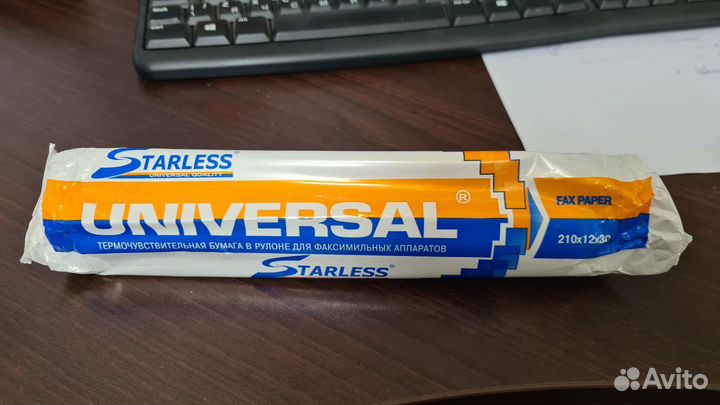 STARLESS®
UNIVERSAL QUALITY
UNIVERSAL®
ТЕРМОЧУВСТВИТЕЛЬНАЯ БУМАГА В РУЛОНЕ ДЛЯ ФАКСИМИЛЬНЫХ АППАРАТОВ
STARLESS®
FAX PAPER
210x12x30
Avito